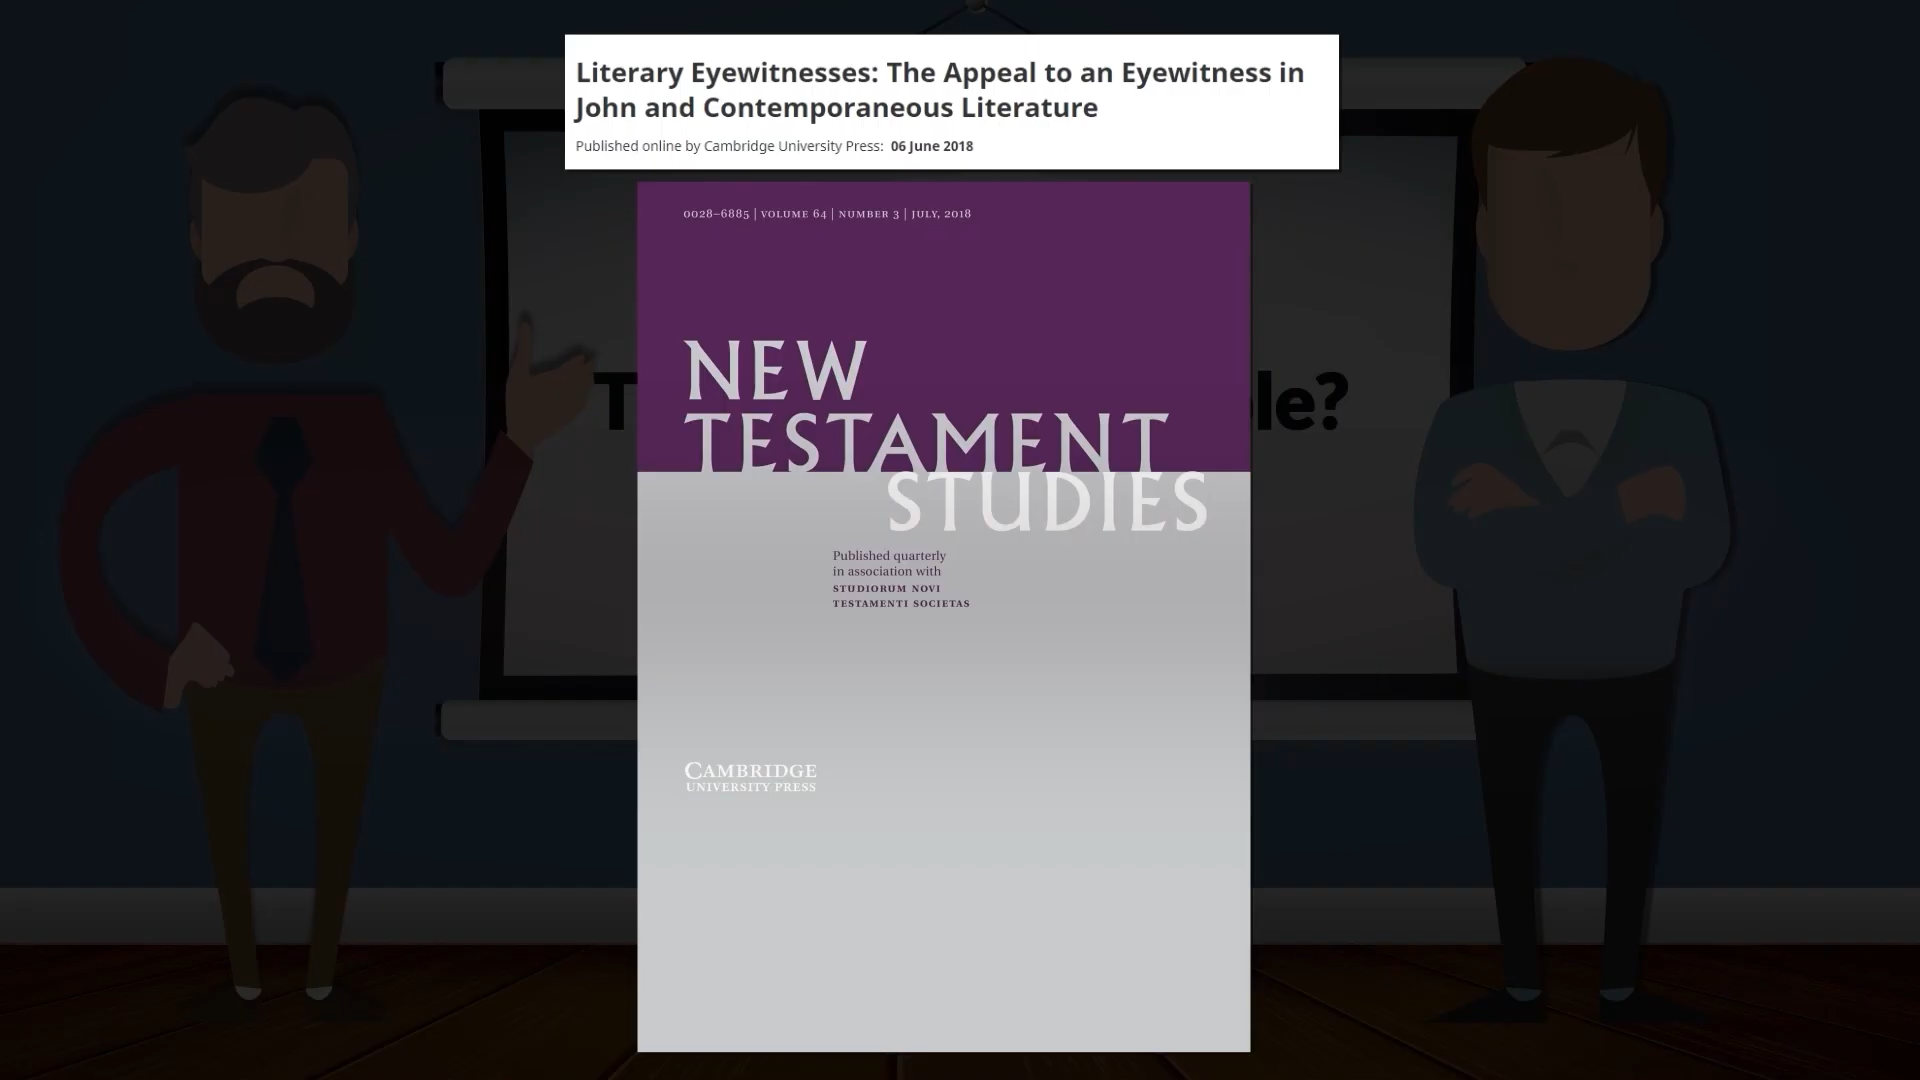 Literary Eyewitnesses: The Appeal to an Eyewitness in
John and Contemporaneous Literature
Published online by Cambridge University Press: 06 June 2018
0028–6885 | VOLUME 64 | NUMBER 3 | JULY, 2018
NEW
TESTAMENT
STUDIES
T le?
Published quarterly
in association with
STUDIORUM NOVI
TESTAMENTI SOCIETAS
CAMBRIDGE
UNIVERSITY PRESS